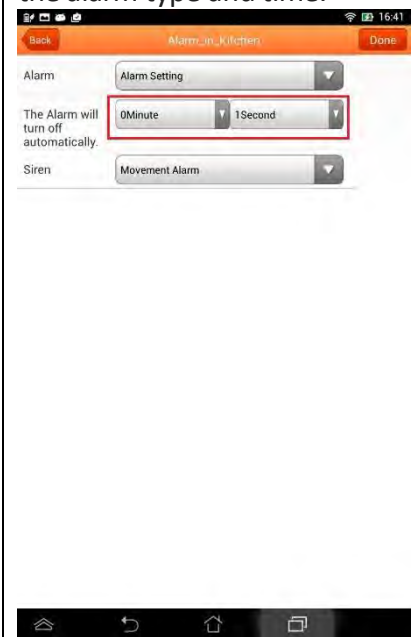 the alarm type and time.
16:41
Back
Alarm_in_Kitchen
Done
Alarm
Alarm Setting
The Alarm will
turn off
automatically.
0Minute
1Second
Siren
Movement Alarm